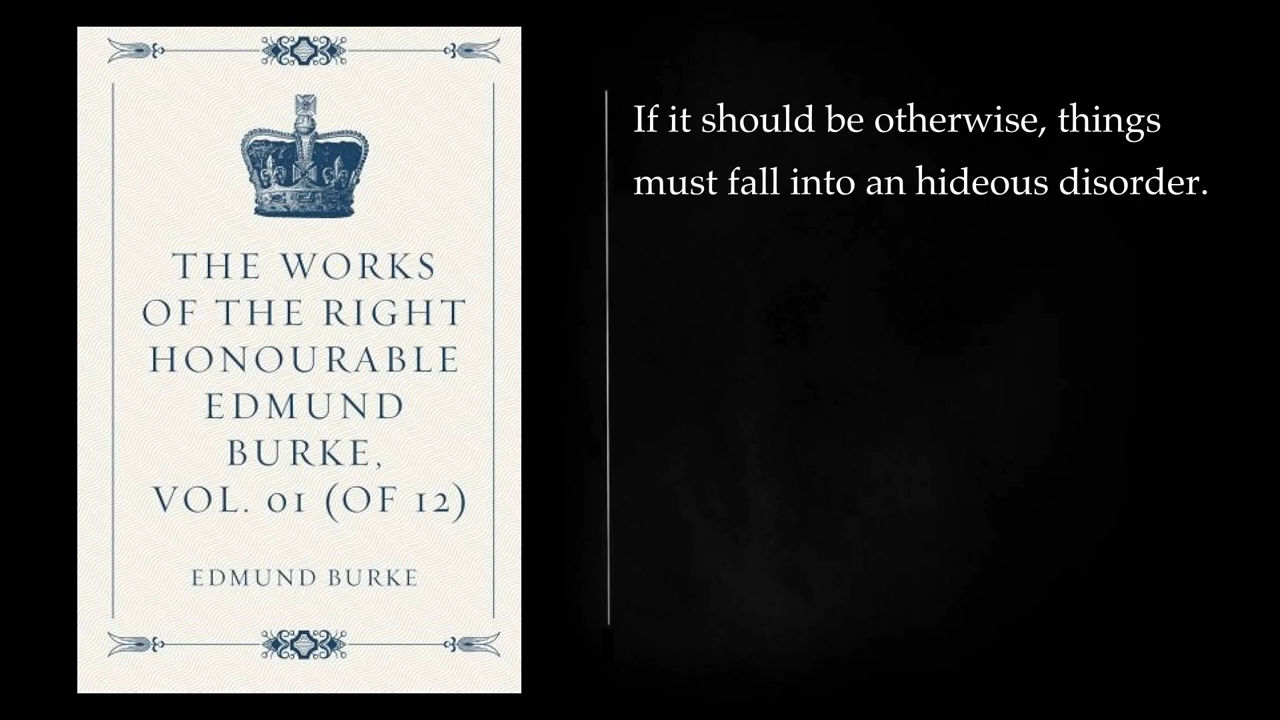 THE WORKS
OF THE RIGHT
HONOURABLE
EDMUND
BURKE,
VOL. 01 (OF 12)
EDMUND BURKE
If it should be otherwise, things
must fall into an hideous disorder.